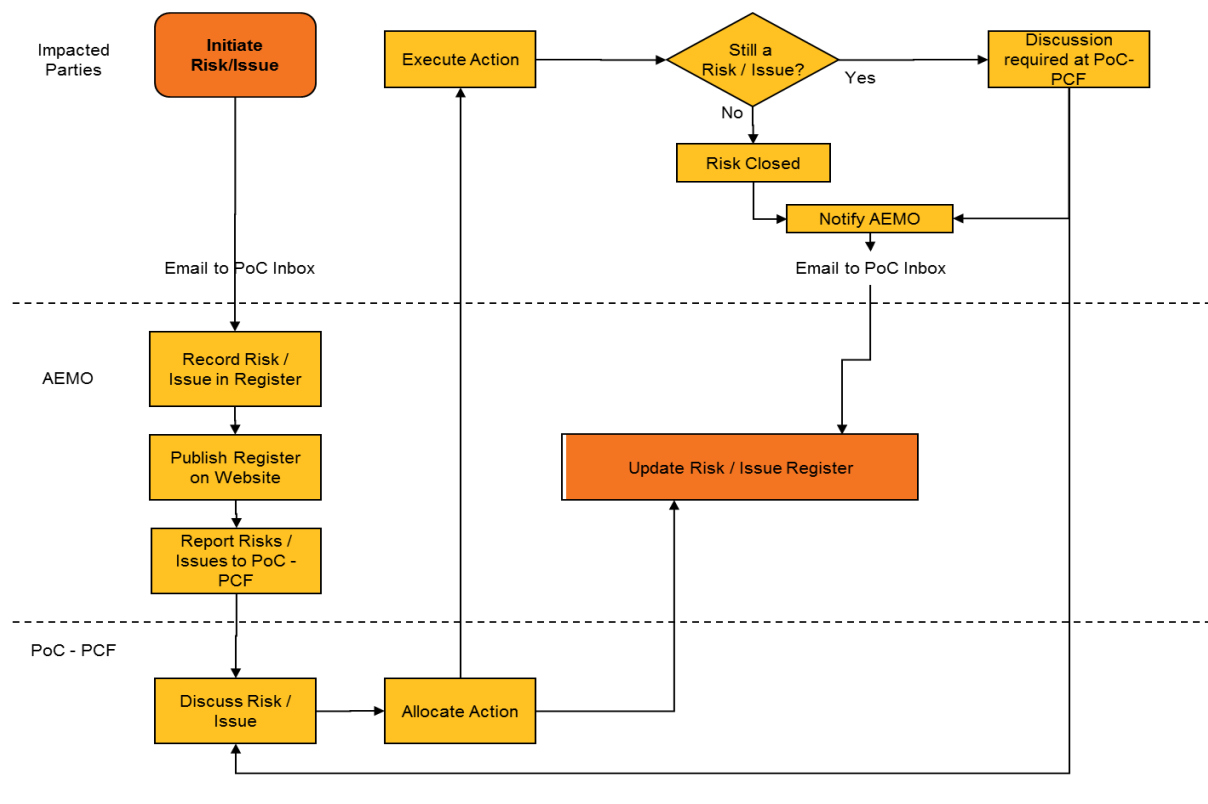 Impacted
Parties
Initiate
Risk/Issue
Execute Action
Still a
Risk / Issue?
Yes
Discussion
required at PoC-
PCF
No
Risk Closed
Notify AEMO
Email to PoC Inbox
Email to PoC Inbox
AEMO
Record Risk /
Issue in Register
Publish Register
on Website
Update Risk / Issue Register
Report Risks /
Issues to PoC -
PCF
PoC - PCF
Discuss Risk /
Issue
Allocate Action